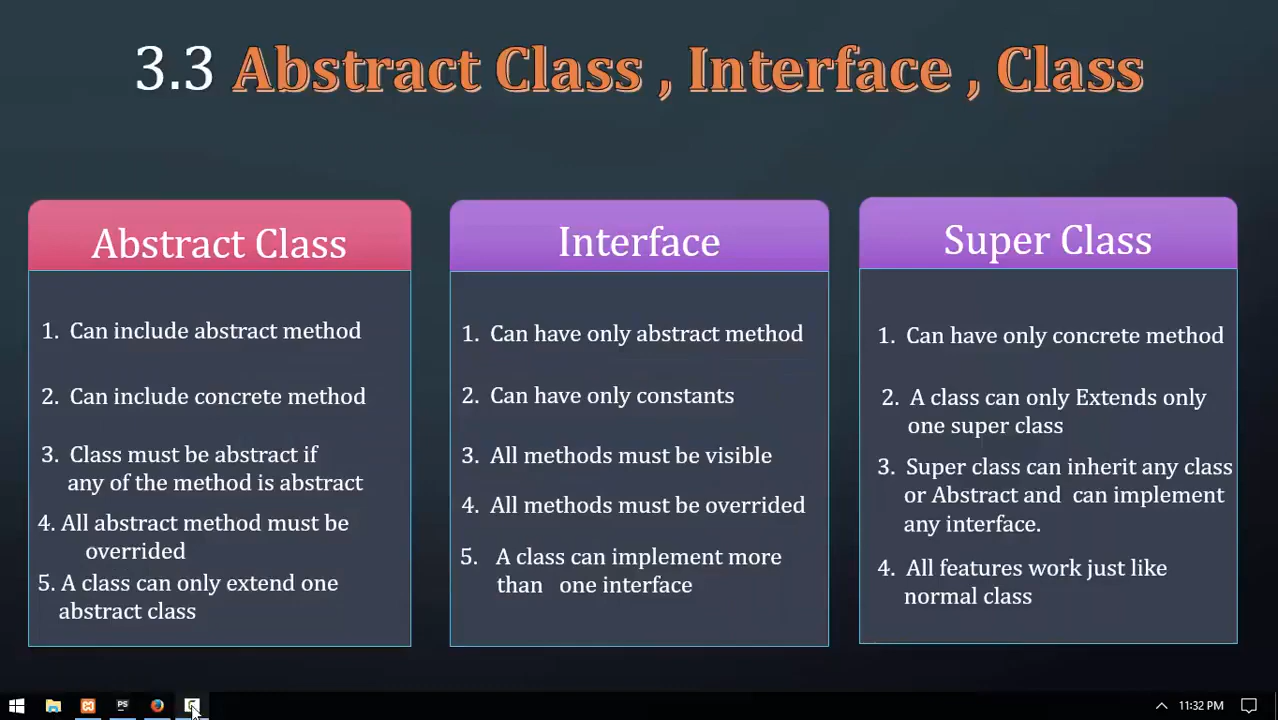 3.3 Abstract Class , Interface , Class
Abstract Class
1. Can include abstract method
2. Can include concrete method
3. Class must be abstract if
any of the method is abstract
4. All abstract method must be
overrided
5. A class can only extend one
abstract class
Interface
1. Can have only abstract method
2. Can have only constants
3. All methods must be visible
4. All methods must be overrided
5. A class can implement more
than one interface
Super Class
1. Can have only concrete method
2. A class can only Extends only
one super class
3. Super class can inherit any class
or Abstract and can implement
any interface.
4. All features work just like
normal class
PS
11:32 PM